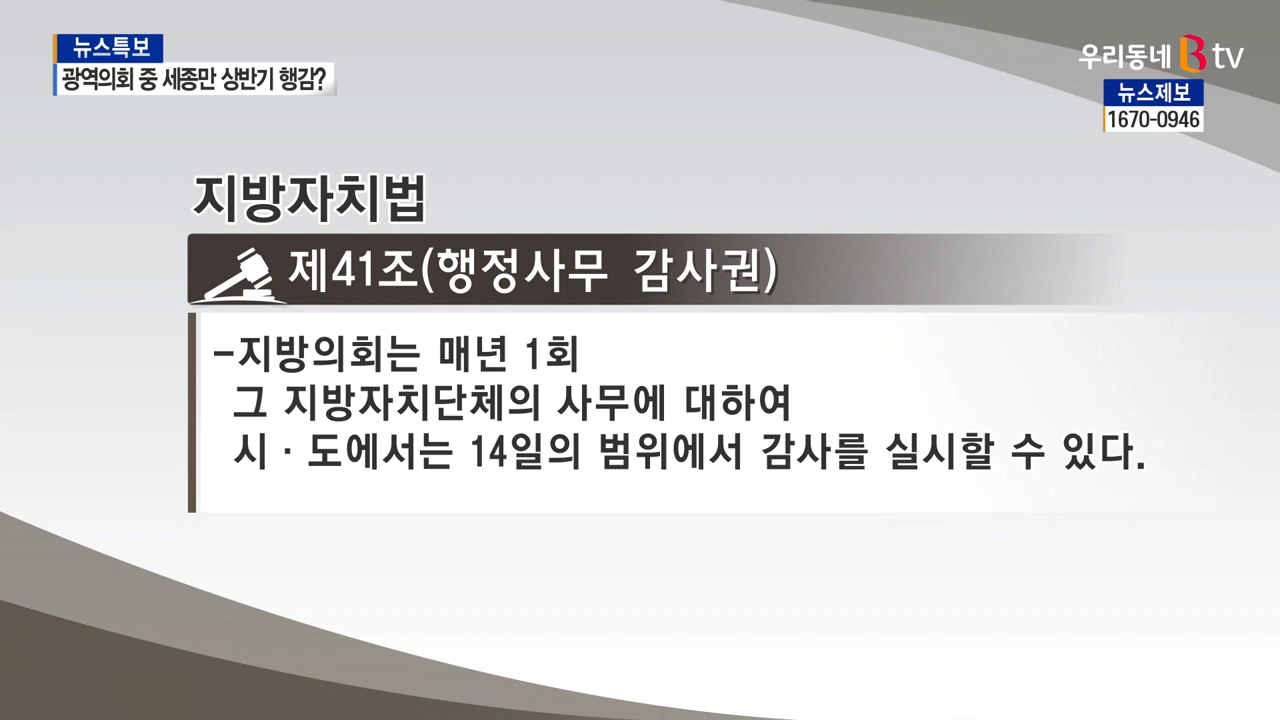 뉴스특보
광역의회 중 세종만 상반기 행감?
우리동네 B tv
뉴스제보
1670-0946
지방자치법
제41조(행정사무 감사권)
-지방의회는 매년 1회
그 지방자치단체의 사무에 대하여
시·도에서는 14일의 범위에서 감사를 실시할 수 있다.